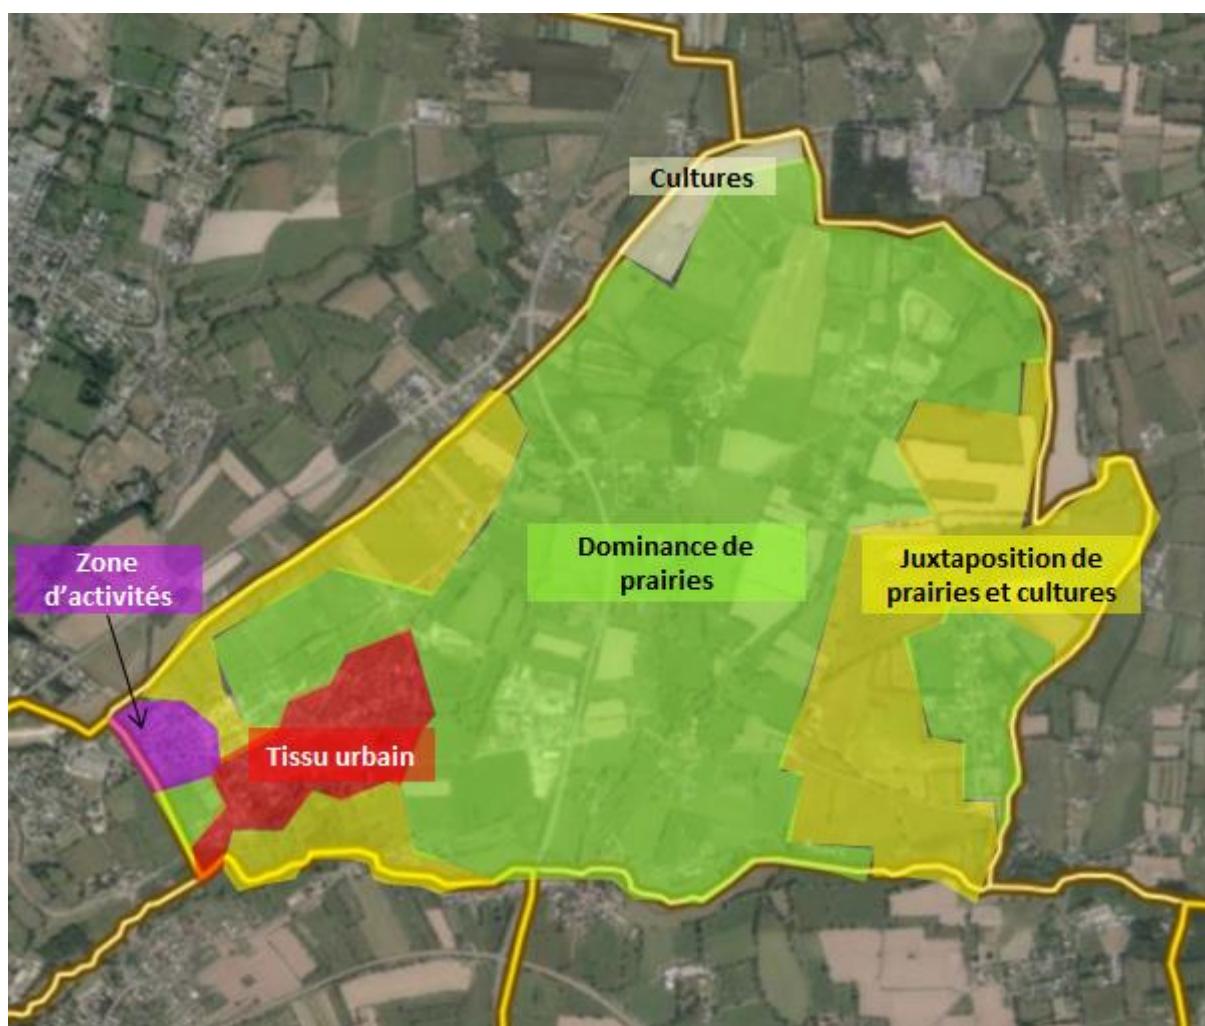 Cultures
Dominance de
prairies
Juxtaposition de
prairies et cultures
Zone
d'activités
Tissu urbain